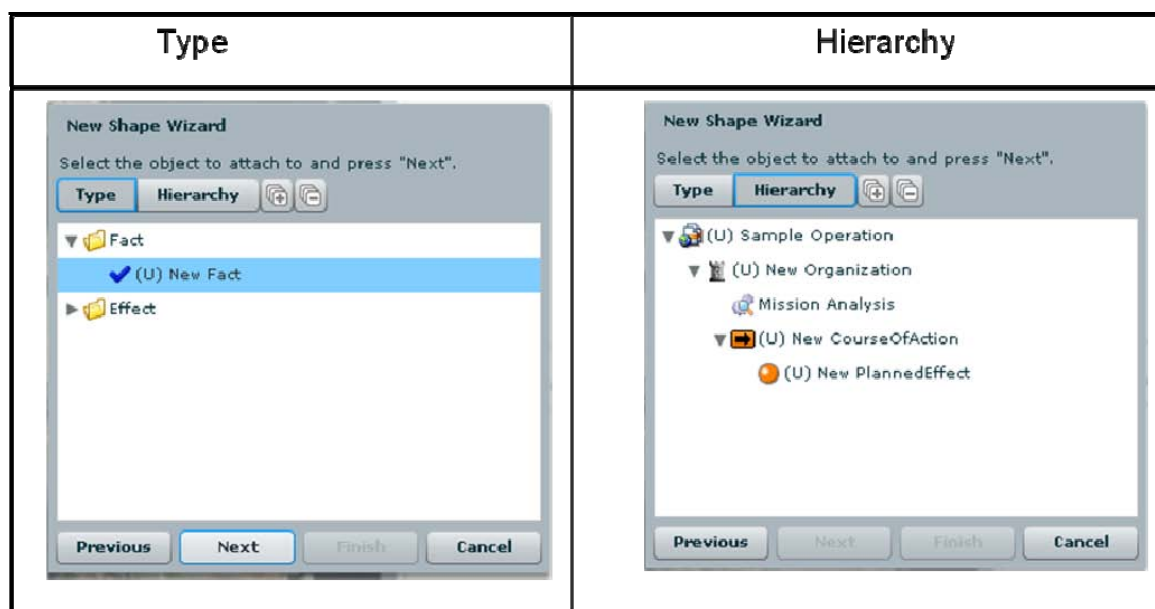 Type
Hierarchy
New Shape Wizard
Select the object to attach to and press "Next".
Type Hierarchy
Fact
(U) New Fact
Effect
Previous Next Finish Cancel
New Shape Wizard
Select the object to attach to and press "Next".
Type Hierarchy
(U) Sample Operation
(U) New Organization
Mission Analysis
(U) New CourseOfAction
(U) New PlannedEffect
Previous Next Finish Cancel